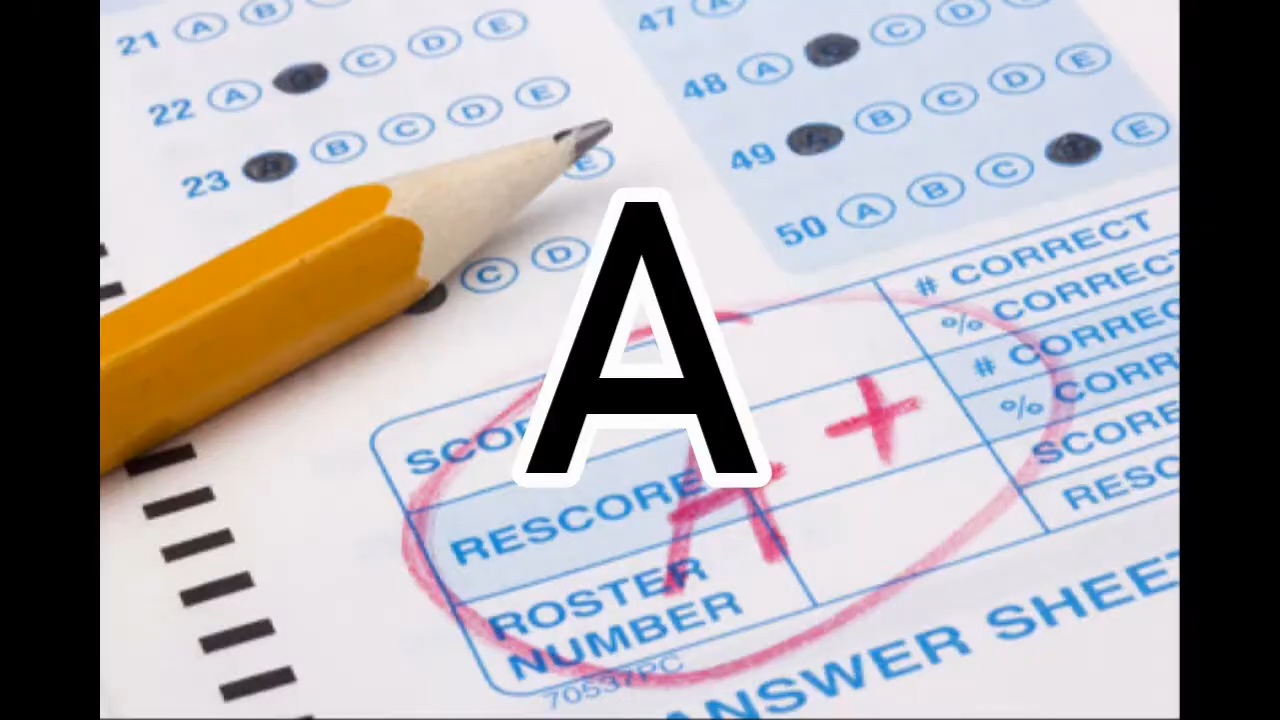 21 A B
22 A C D E
23 A B C D E
E
C D
47 A
48 A C D
49 A B C D E
50 A B C E
A
# CORRECT
% CORRECT
# CORREC
% CORR
SCORE
RESC
SCO
RESCORE
ROSTER
NUMBER
A+
70537PC
ANSWER SHEET